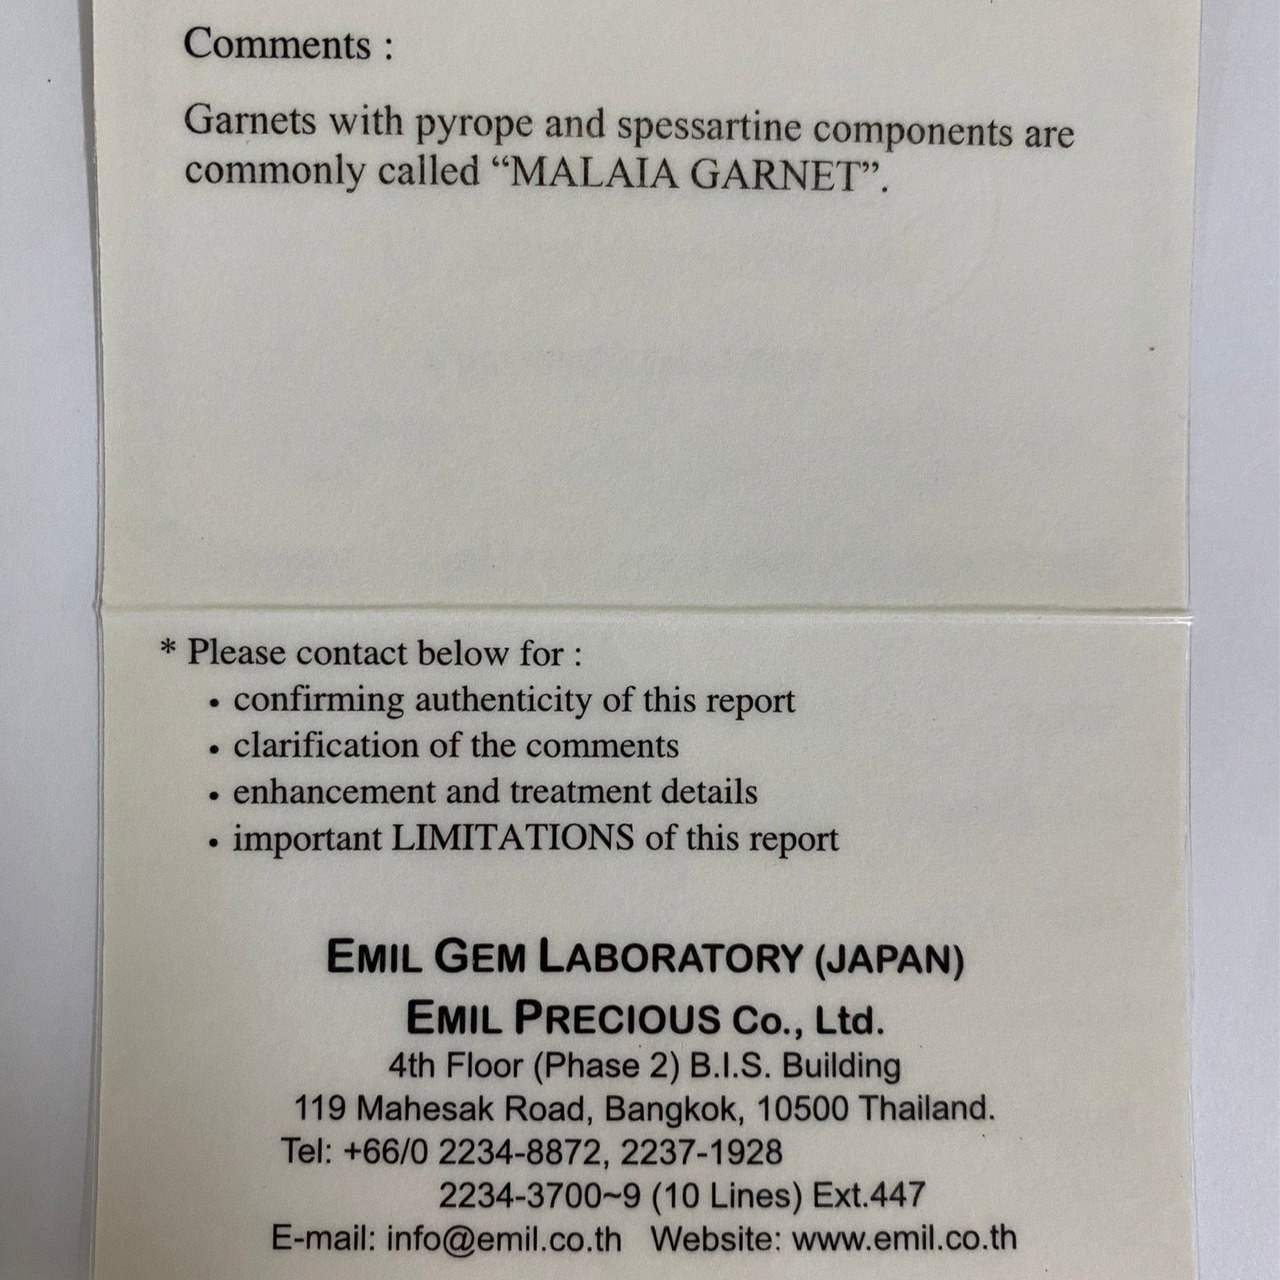 Comments :
Garnets with pyrope and spessartine components are
commonly called “MALAIA GARNET”.
* Please contact below for :
• confirming authenticity of this report
• clarification of the comments
• enhancement and treatment details
• important LIMITATIONS of this report
EMIL GEM LABORATORY (JAPAN)
EMIL PRECIOUS Co., Ltd.
4th Floor (Phase 2) B.I.S. Building
119 Mahesak Road, Bangkok, 10500 Thailand.
Tel: +66/0 2234-8872, 2237-1928
2234-3700~9 (10 Lines) Ext.447
E-mail: info@emil.co.th Website: www.emil.co.th